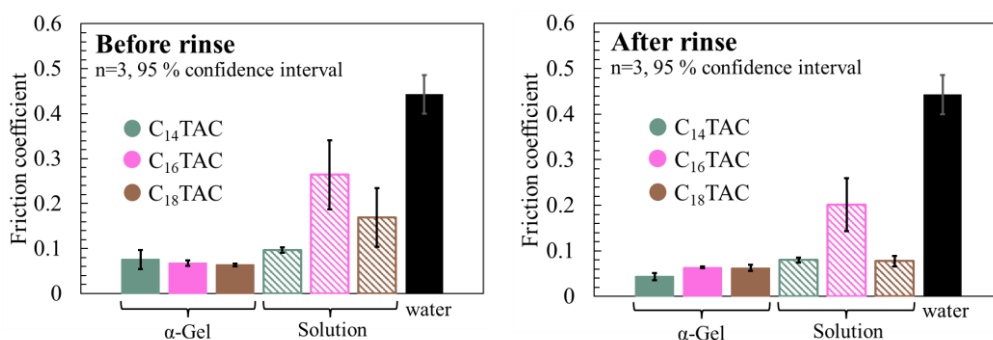 Before rinse
n=3, 95 % confidence interval
Friction coefficient
0.6
0.5
0.4
0.3
0.2
0.1
0
C₁₄TAC
C₁₆TAC
C₁₈TAC
α-Gel
Solution
water
After rinse
n=3, 95 % confidence interval
Friction coefficient
0.6
0.5
0.4
0.3
0.2
0.1
0
C₁₄TAC
C₁₆TAC
C₁₈TAC
α-Gel
Solution
water